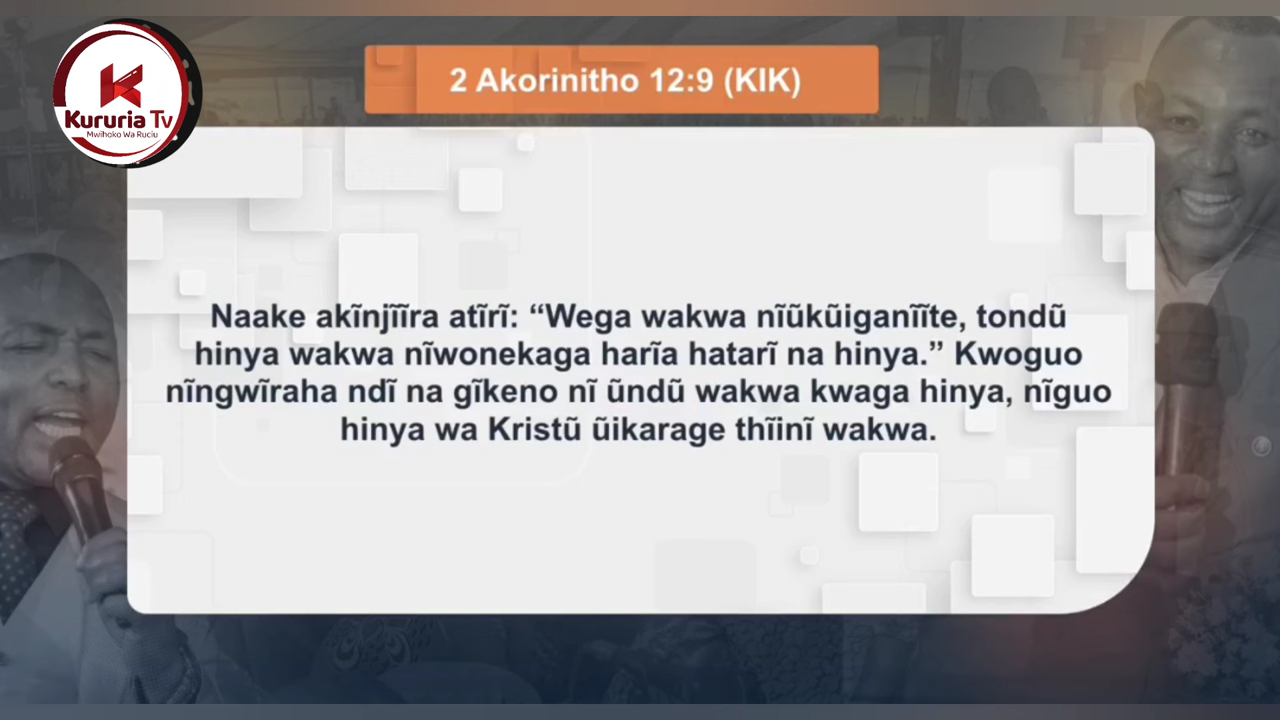 Kururia Tv
Mwihoko Wa Ruciu
2 Akorinitho 12:9 (KIK)
Naake akĩnjĩĩra atĩrĩ: “Wega wakwa nĩũkũiganĩĩte, tondũ
hinya wakwa nĩwonekaga harĩa hatarĩ na hinya.” Kwoguo
nĩngwĩraha ndĩ na gĩkeno nĩ ũndũ wakwa kwaga hinya, nĩguo
hinya wa Kristũ ũikarage thĩinĩ wakwa.